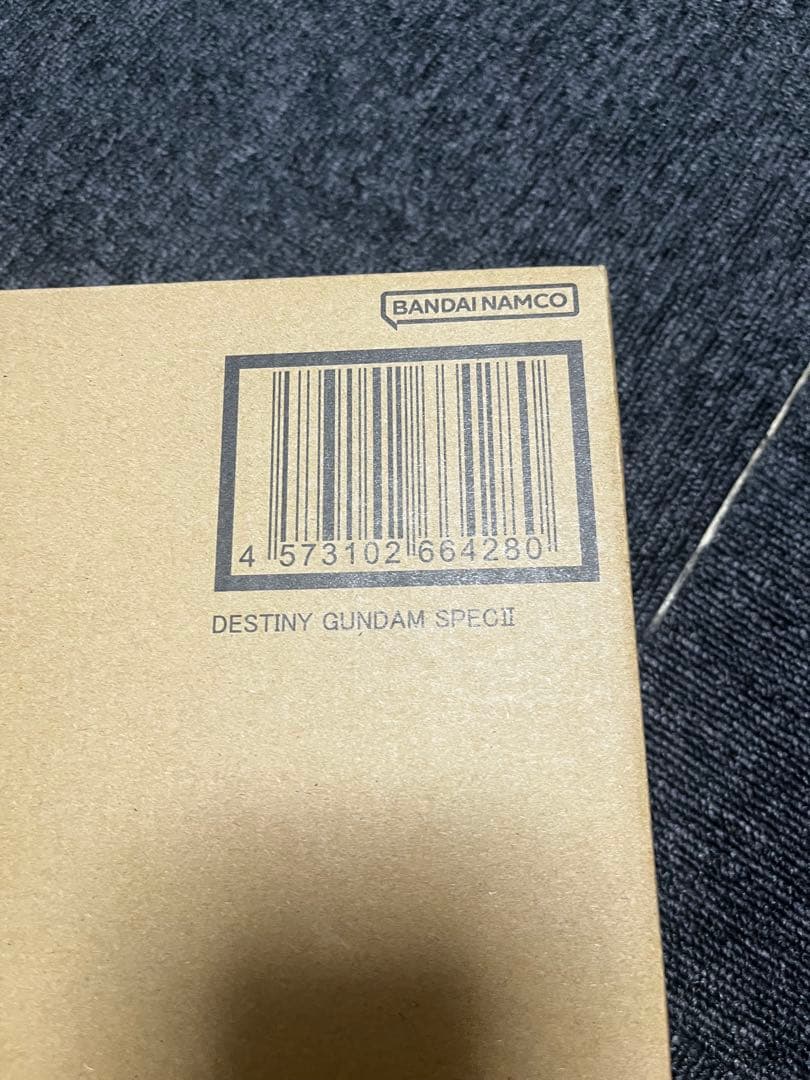 BANDAI NAMCO
4 573102 664280
DESTINY GUNDAM SPECⅡ